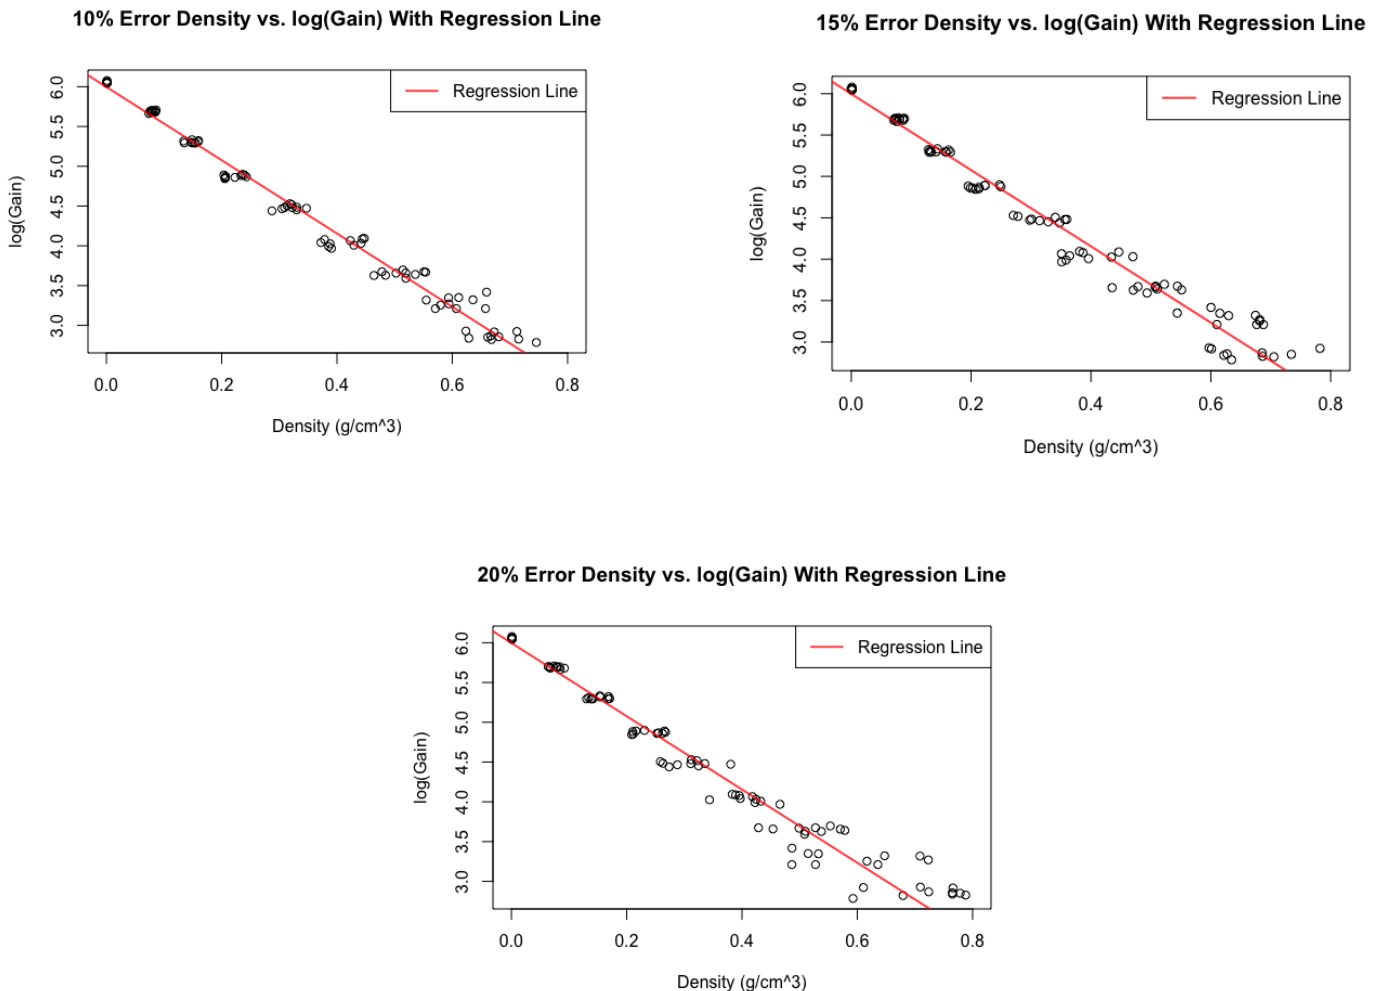 10% Error Density vs. log(Gain) With Regression Line
Regression Line
log(Gain)
6.0
5.5
5.0
4.5
4.0
3.5
3.0
0.0 0.2 0.4 0.6 0.8
Density (g/cm^3)
15% Error Density vs. log(Gain) With Regression Line
Regression Line
log(Gain)
6.0
5.5
5.0
4.5
4.0
3.5
3.0
0.0 0.2 0.4 0.6 0.8
Density (g/cm^3)
20% Error Density vs. log(Gain) With Regression Line
Regression Line
log(Gain)
6.0
5.5
5.0
4.5
4.0
3.5
3.0
0.0 0.2 0.4 0.6 0.8
Density (g/cm^3)